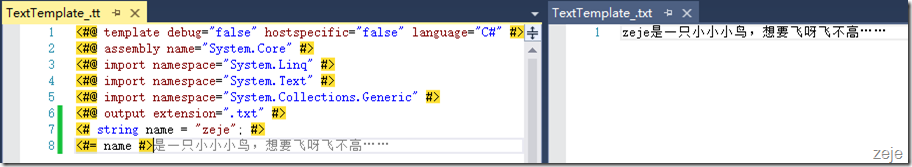 TextTemplate_.tt
TextTemplate_.txt
1 <#@ template debug="false" hostspecific="false" language="C#" #>
2 <#@ assembly name="System.Core" #>
3 <#@ import namespace="System.Linq" #>
4 <#@ import namespace="System.Text" #>
5 <#@ import namespace="System.Collections.Generic" #>
6 <#@ output extension=".txt" #>
7 <# string name = "zeje"; #>
8 <#= name #>是一只小小小鸟，想要飞呀飞不高……
1 zeje是一只小小小鸟，想要飞呀飞不高……
zeje